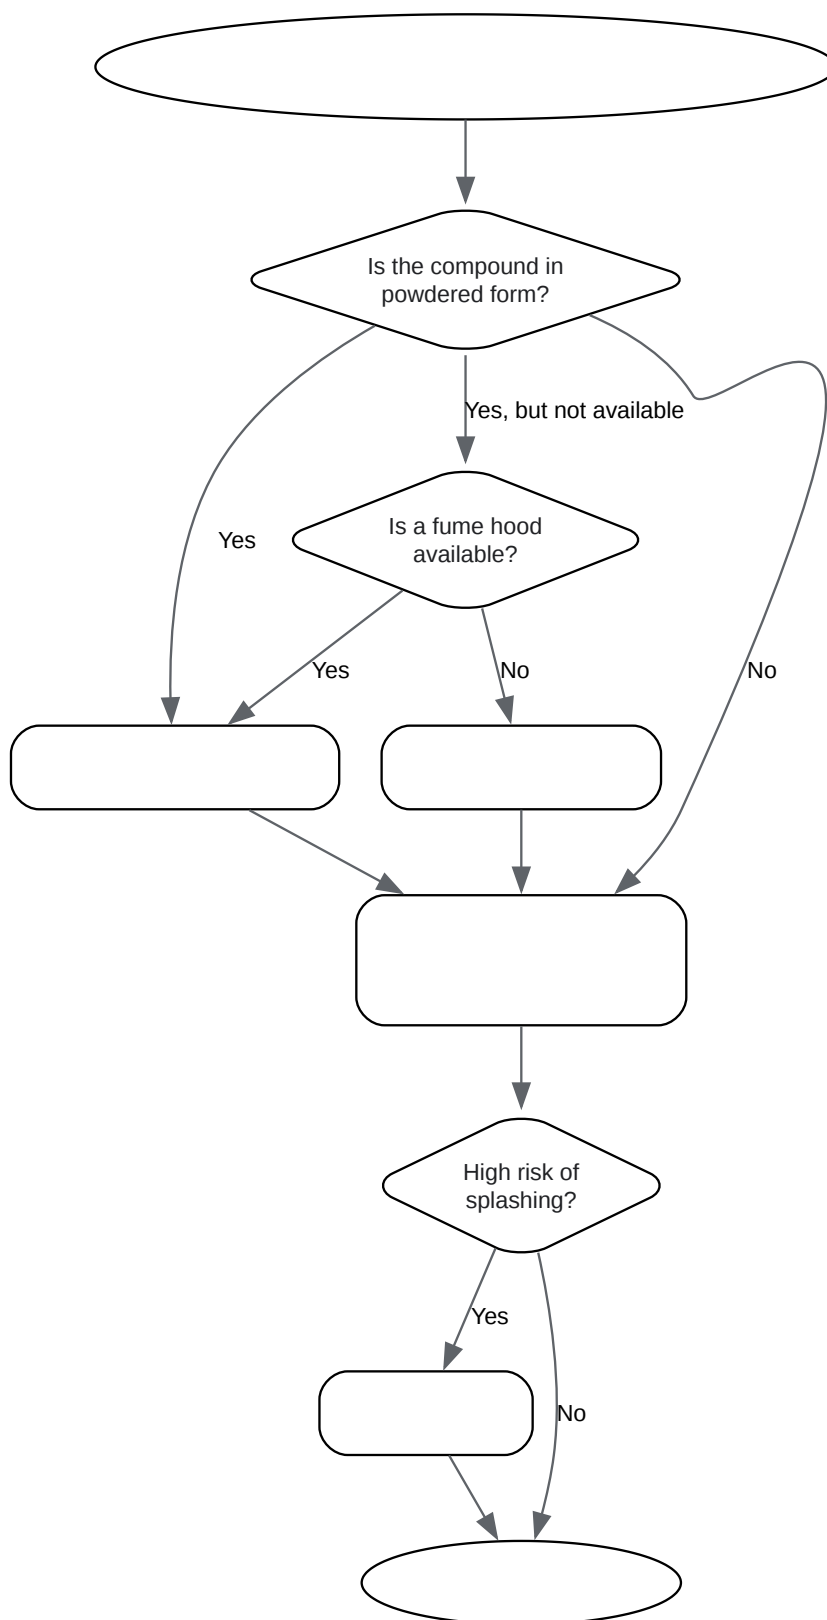 Is the compound in
powdered form?
Yes, but not available
Is a fume hood
available?
Yes
Yes
No
No
High risk of
splashing?
Yes
No